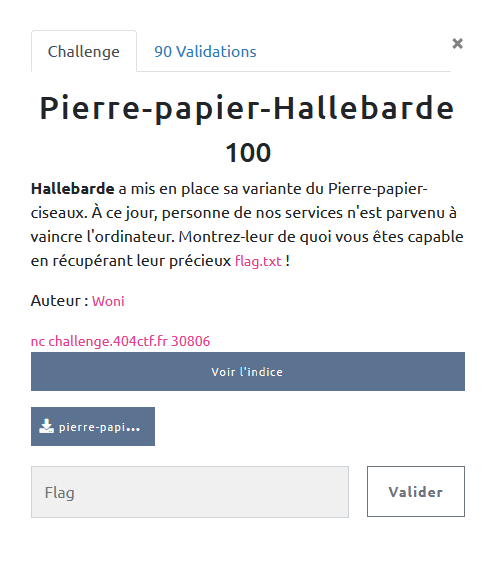 Challenge
90 Validations
×
Pierre-papier-Hallebarde
100
Hallebarde a mis en place sa variante du Pierre-papier-
ciseaux. À ce jour, personne de nos services n'est parvenu à
vaincre l'ordinateur. Montrez-leur de quoi vous êtes capable
en récupérant leur précieux flag.txt !
Auteur : Woni
nc challenge.404ctf.fr 30806
Voir l'indice
pierre-papi...
Flag
Valider